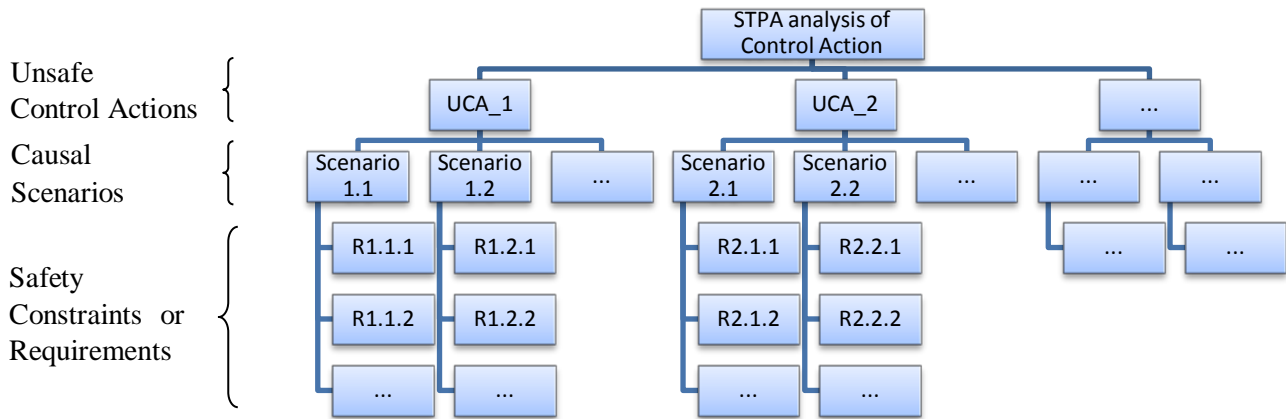 STPA analysis of
Control Action
Unsafe
Control Actions
UCA_1
UCA_2
...
Causal
Scenarios
Scenario
1.1
Scenario
1.2
...
Scenario
2.1
Scenario
2.2
...
...
...
Safety
Constraints or
Requirements
R1.1.1
R1.2.1
R2.1.1
R2.2.1
...
...
R1.1.2
R1.2.2
R2.1.2
R2.2.2
...
...
...
...